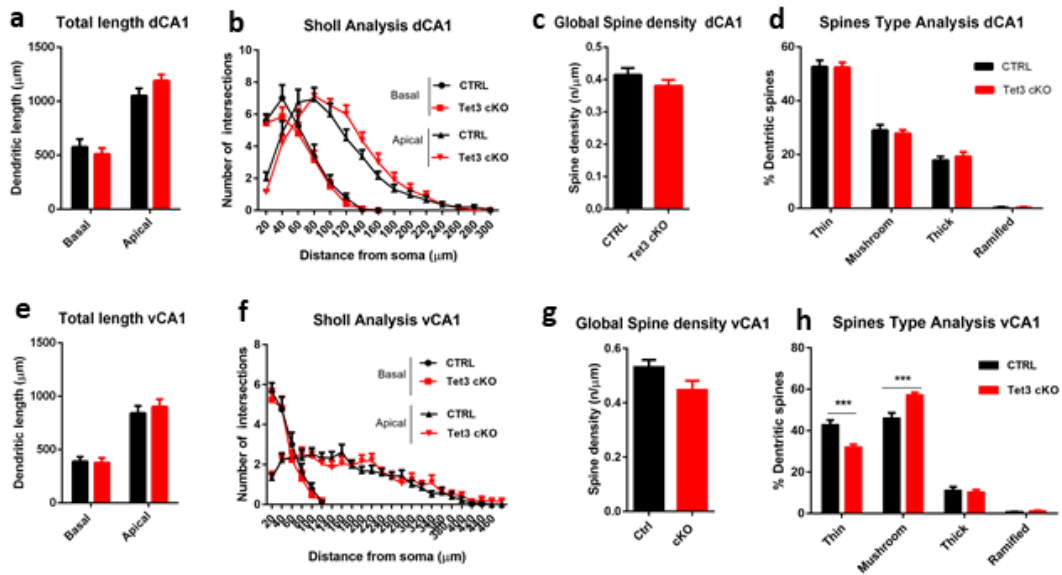 a
Total length dCA1
Dendritic length (μm)
1500
1000
500
0
Basal
Apical
b
Sholl Analysis dCA1
Number of intersections
10
8
6
4
2
0
20
40
60
80
100
120
140
160
180
200
220
240
260
280
300
Distance from soma (μm)
Basal
CTRL
Tet3 cKO
Apical
CTRL
Tet3 cKO
c
Global Spine density dCA1
Spine density (n/μm)
0.5
0.4
0.3
0.2
0.1
0.0
CTRL
Tet3 cKO
d
Spines Type Analysis dCA1
% Dentritic spines
60
40
20
0
Thin
Mushroom
Thick
Ramified
CTRL
Tet3 cKO
e
Total length vCA1
Dendritic length (μm)
1500
1000
500
0
Basal
Apical
f
Sholl Analysis vCA1
Number of intersections
12
10
8
6
4
2
0
20
40
60
80
Distance from soma (μm)
Basal
CTRL
Tet3 cKO
Apical
CTRL
Tet3 cKO
g
Global Spine density vCA1
Spine density (n/μm)
0.6
0.4
0.2
0.0
Ctrl
cKO
h
Spines Type Analysis vCA1
% Dentritic spines
80
60
40
20
0
***
***
Thin
Mushroom
Thick
Ramified
CTRL
Tet3 cKO